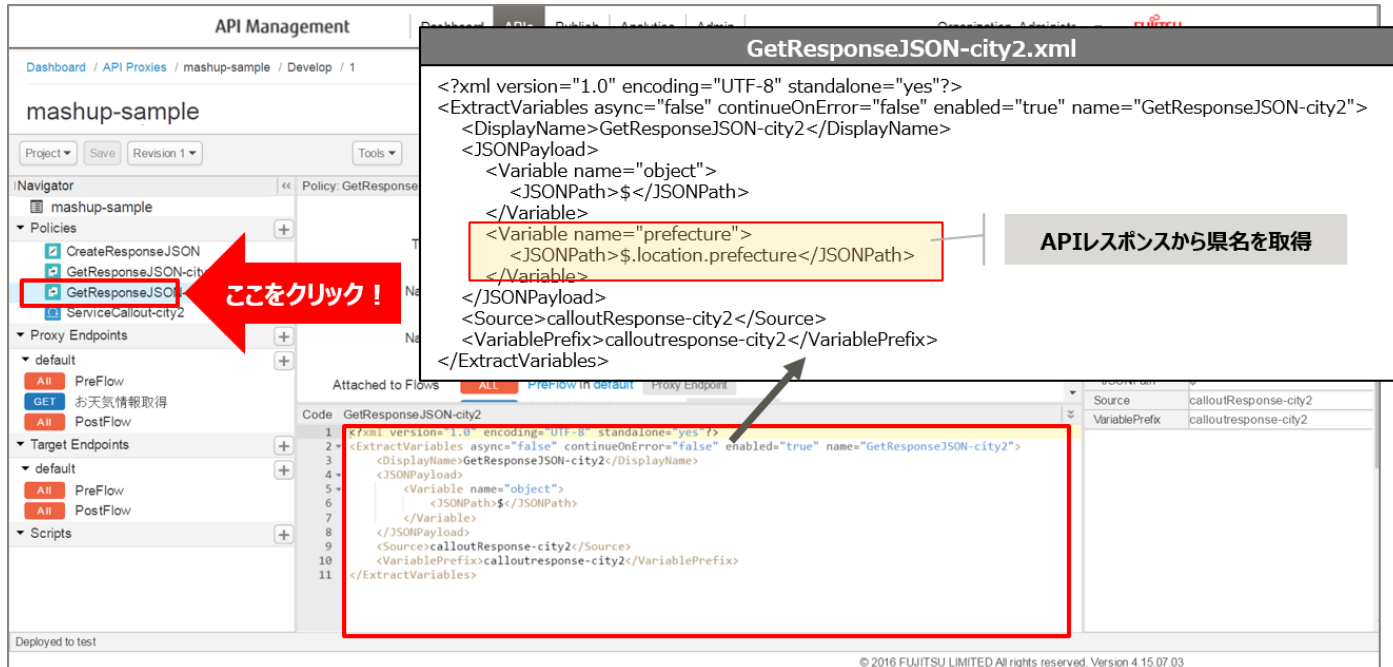 API Management
APIs
FUJITSU
Dashboard / API Proxies / mashup-sample / Develop / 1
mashup-sample
Project
Save
Revision 1
Tools
Navigator
Policy: GetResponse
mashup-sample
Policies
CreateResponseJSON
GetResponseJSON-city
GetResponseJSON
ServiceCallout-city2
ここをクリック！
Proxy Endpoints
default
All PreFlow
GET お天気情報取得
All PostFlow
Target Endpoints
default
All PreFlow
All PostFlow
Scripts
GetResponseJSON-city2.xml
<?xml version="1.0" encoding="UTF-8" standalone="yes"?>
<ExtractVariables async="false" continueOnError="false" enabled="true" name="GetResponseJSON-city2">
<DisplayName>GetResponseJSON-city2</DisplayName>
<JSONPayload>
<Variable name="object">
<JSONPath>$</JSONPath>
</Variable>
<Variable name="prefecture">
<JSONPath>$.location.prefecture</JSONPath>
</Variable>
</JSONPayload>
<Source>calloutResponse-city2</Source>
<VariablePrefix>calloutresponse-city2</VariablePrefix>
</ExtractVariables>
APIレスポンスから県名を取得
Attached to Flows ALL PreFlow in default Proxy Endpoint
Source calloutResponse-city2
VariablePrefix calloutresponse-city2
Code GetResponseJSON-city2
1 <?xml version="1.0" encoding="UTF-8" standalone="yes"?>
2 <ExtractVariables async="false" continueOnError="false" enabled="true" name="GetResponseJSON-city2">
3 <DisplayName>GetResponseJSON-city2</DisplayName>
4 <JSONPayload>
5 <Variable name="object">
6 <JSONPath>$</JSONPath>
7 </Variable>
8 </JSONPayload>
9 <Source>calloutResponse-city2</Source>
10 <VariablePrefix>calloutresponse-city2</VariablePrefix>
11 </ExtractVariables>
Deployed to test
© 2016 FUJITSU LIMITED All rights reserved. Version 4.15.07.03